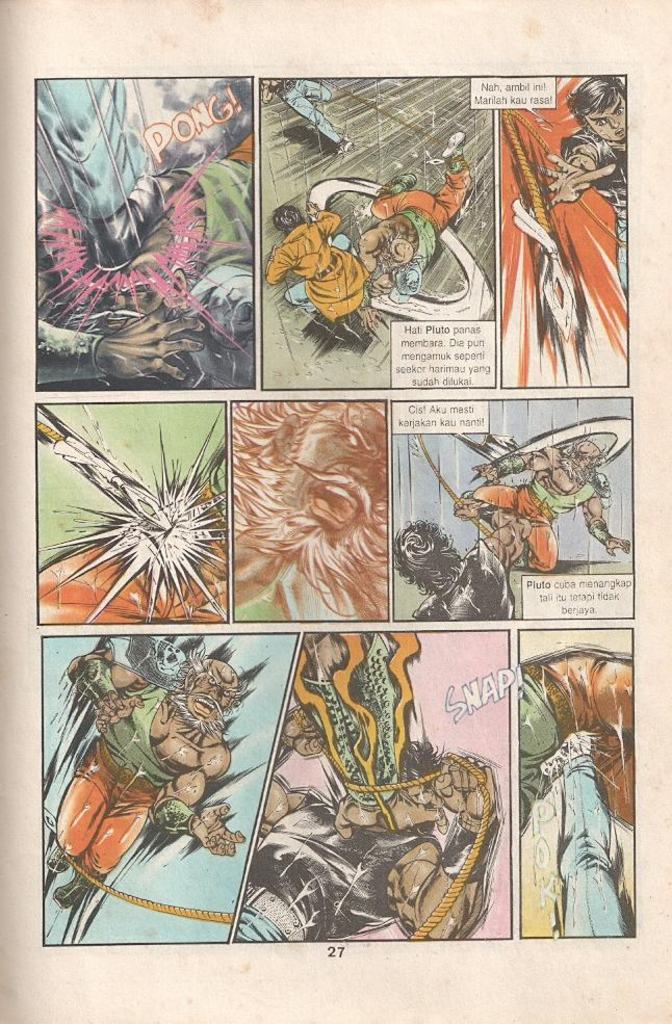 PONG!
Nah, ambil ini!
Marilah kau rasa!
Hati Pluto panas
membara. Dia pun
mengamuk seperti
seekor harimau yang
sudah dilukai.
Cis! Aku mesti
kerjakan kau nanti!
Pluto cuba menangkap
tali itu tetapi tidak
berjaya.
SNAP!
POK!
27